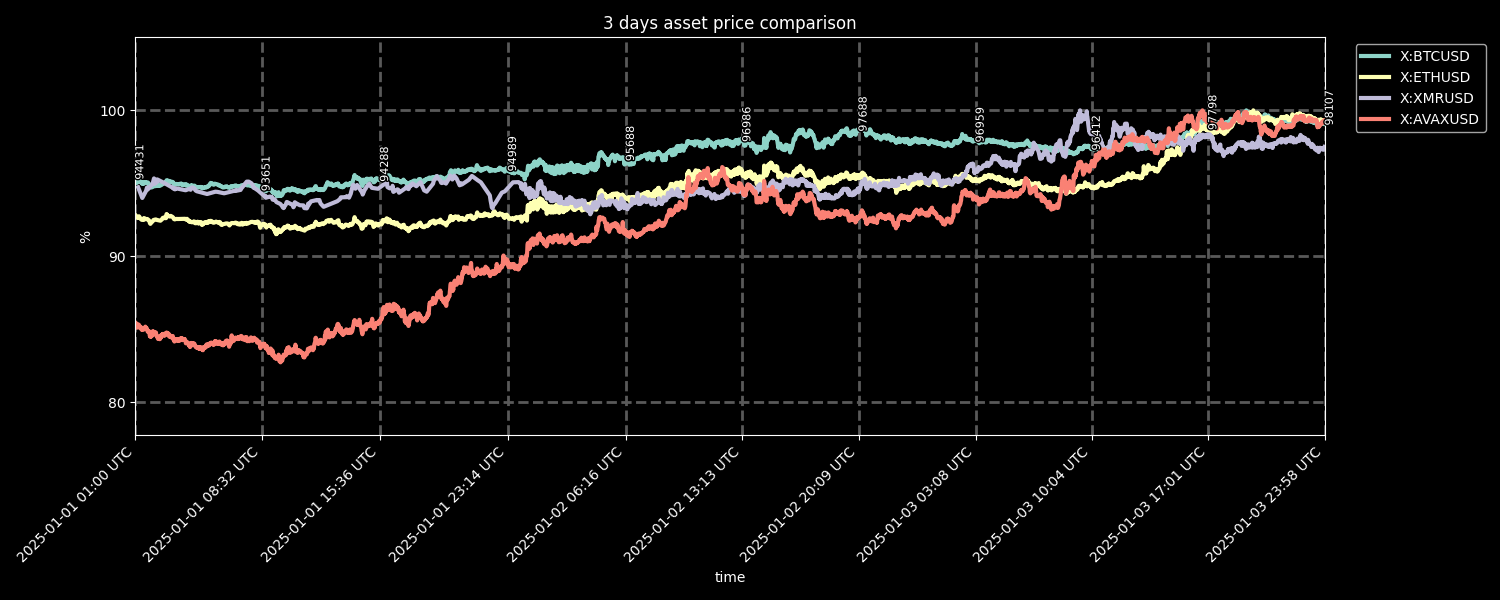 3 days asset price comparison
X:BTCUSD
X:ETHUSD
X:XMRUSD
X:AVAXUSD
%
100
90
80
94431
93651
94288
94989
95688
96986
97688
96959
96412
97798
98107
2025-01-01 01:00 UTC
2025-01-01 08:32 UTC
2025-01-01 15:36 UTC
2025-01-01 23:14 UTC
2025-01-02 06:16 UTC
2025-01-02 13:13 UTC
2025-01-02 20:09 UTC
2025-01-03 03:08 UTC
2025-01-03 10:04 UTC
2025-01-03 17:01 UTC
2025-01-03 23:58 UTC
time